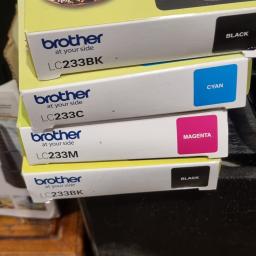 brother
at your side
LC233BK
BLACK
brother
at your side
LC233C
CYAN
brother
at your side
LC233M
MAGENTA
brother
at your side
LC233BK
BLACK